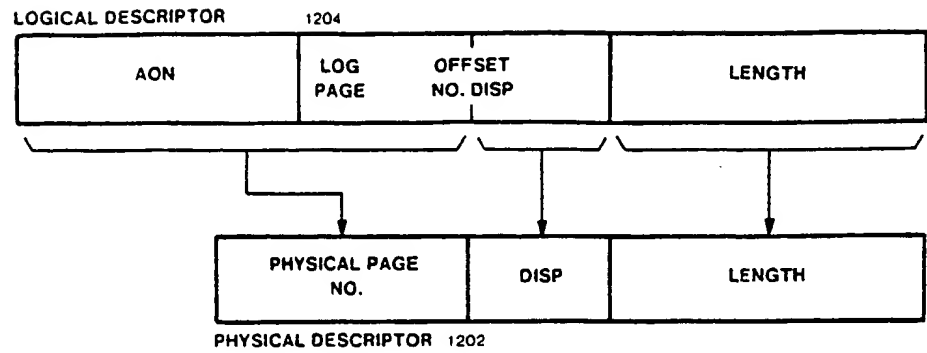 LOGICAL DESCRIPTOR 1204
AON
LOG OFFSET
PAGE NO. DISP
LENGTH
PHYSICAL PAGE
NO.
DISP
LENGTH
PHYSICAL DESCRIPTOR 1202